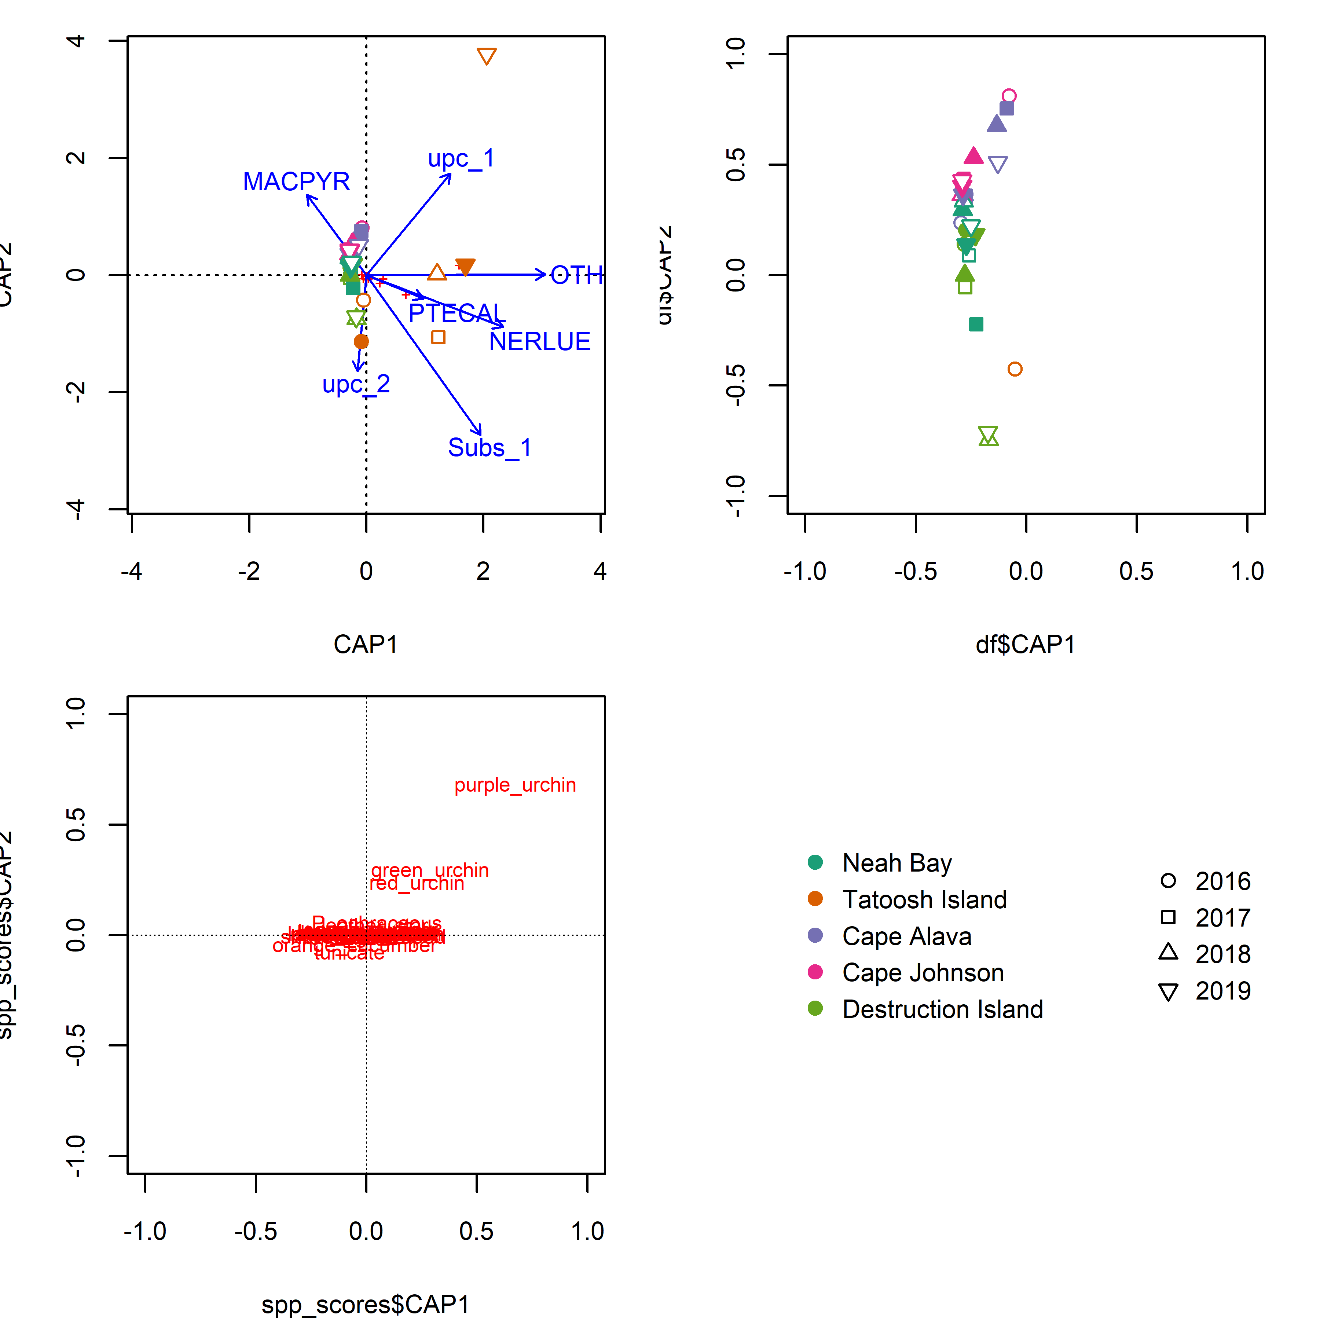 4
2
0
-2
-4
CAP2
upc_1
MACPYR
OTH
PTECAL
NERLUE
upc_2
Subs_1
-4 -2 0 2 4
CAP1
1.0
0.5
0.0
-0.5
-1.0
df$CAP2
-1.0 -0.5 0.0 0.5 1.0
df$CAP1
1.0
0.5
0.0
-0.5
-1.0
spp_scores$CAP2
purple_urchin
green_urchin
red_urchin
orange_cucumber
tunicate
-1.0 -0.5 0.0 0.5 1.0
spp_scores$CAP1
Neah Bay
Tatoosh Island
Cape Alava
Cape Johnson
Destruction Island
2016
2017
2018
2019